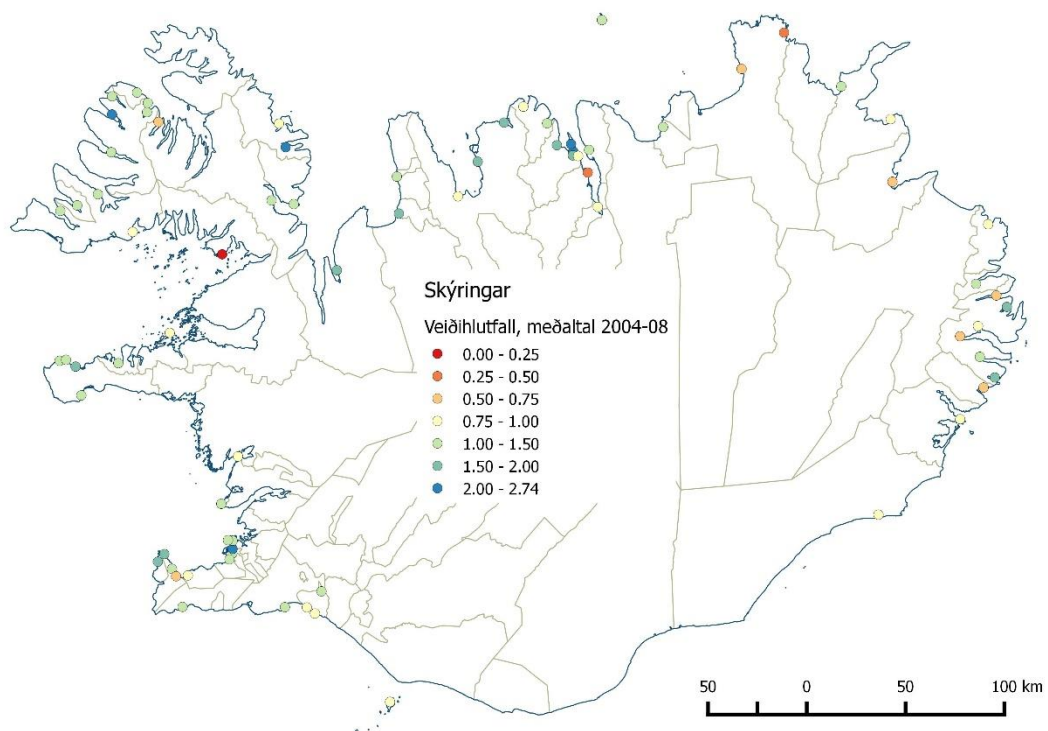 Skýringar
Veiðihlutfall, meðaltal 2004-08
0.00 - 0.25
0.25 - 0.50
0.50 - 0.75
0.75 - 1.00
1.00 - 1.50
1.50 - 2.00
2.00 - 2.74
50 0 50 100 km